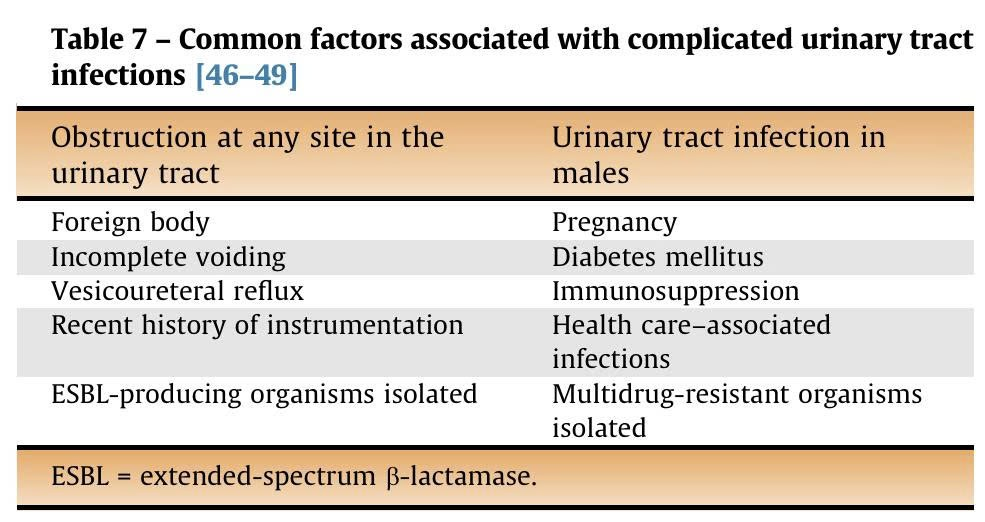 Table 7 – Common factors associated with complicated urinary tract
infections [46–49]
Obstruction at any site in the
urinary tract
Urinary tract infection in
males
Foreign body
Pregnancy
Incomplete voiding
Diabetes mellitus
Vesicoureteral reflux
Immunosuppression
Recent history of instrumentation
Health care–associated
infections
ESBL-producing organisms isolated
Multidrug-resistant organisms
isolated
ESBL = extended-spectrum β-lactamase.